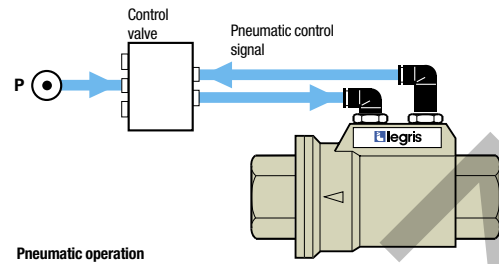 Control
valve
Pneumatic control
signal
P
legris
Pneumatic operation